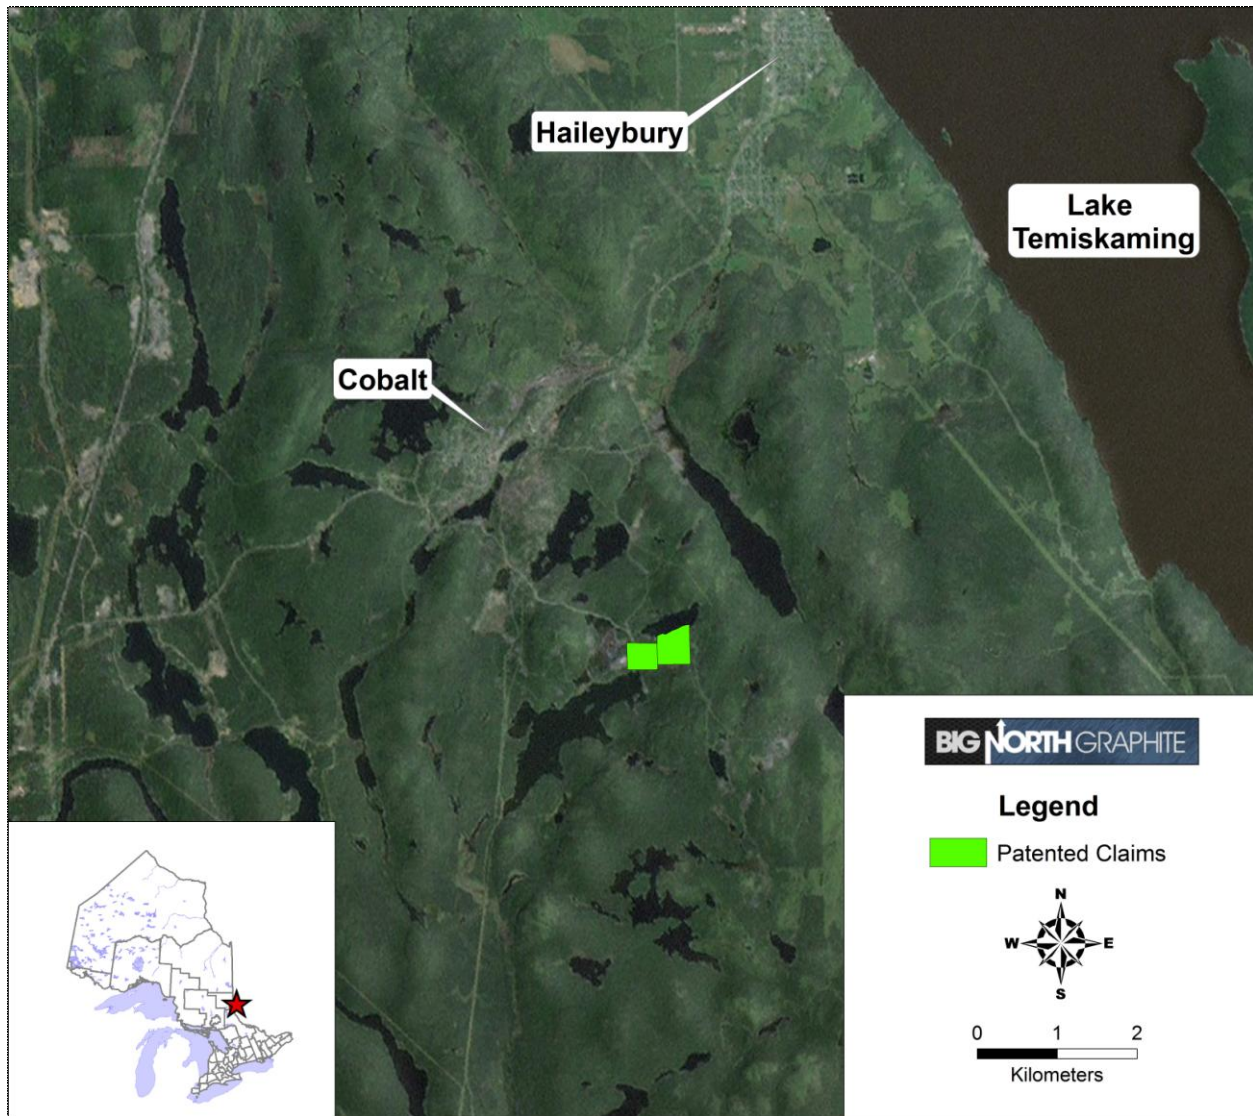 Haileybury
Lake
Temiskaming
Cobalt
BIG NORTH GRAPHITE
Legend
Patented Claims
N
W E
S
0 1 2
Kilometers